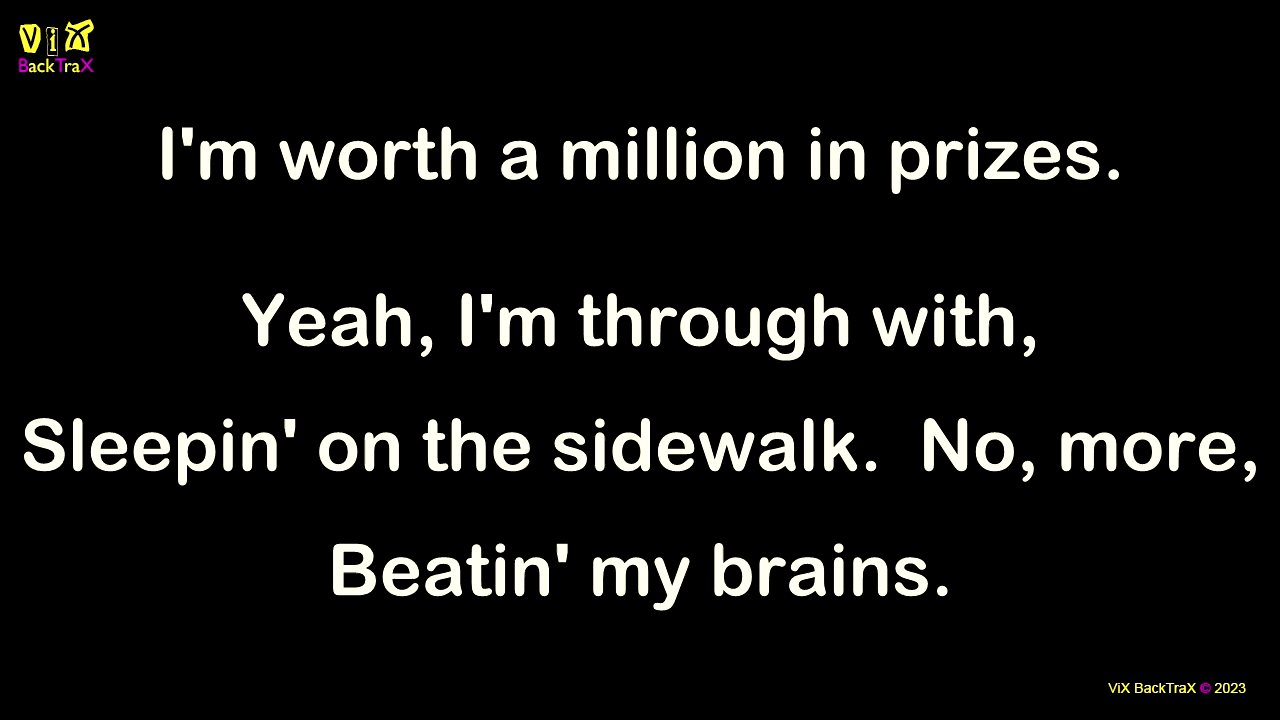 ViX
BackTraX
I'm worth a million in prizes.
Yeah, I'm through with,
Sleepin' on the sidewalk.  No, more,
Beatin' my brains.
ViX BackTraX © 2023